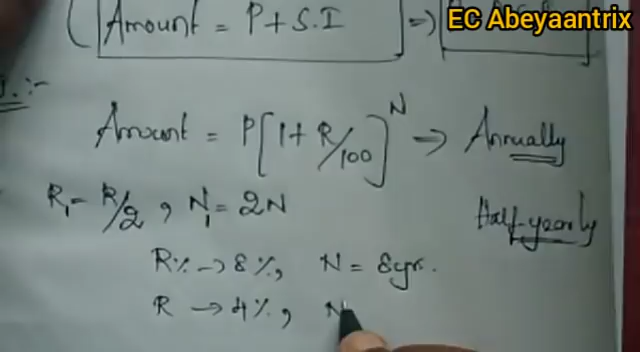 EC Abeyaantrix
( Amount = P + S.I ⇒
:-
Amount = P[1 + R/100]^N ⇒ Annually
R₁ = R/2 , N₁ = 2N Half-yearly
R% → 8%, N = 8yr.
R → 4%, N